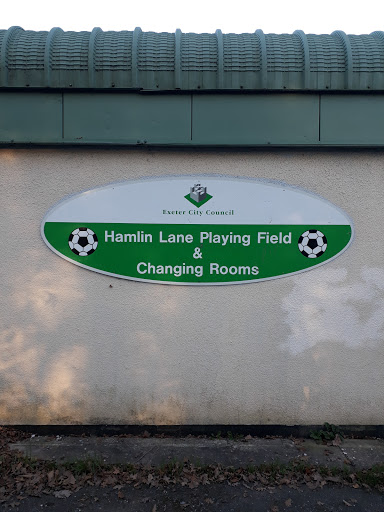 Exeter City Council
Hamlin Lane Playing Field
&
Changing Rooms